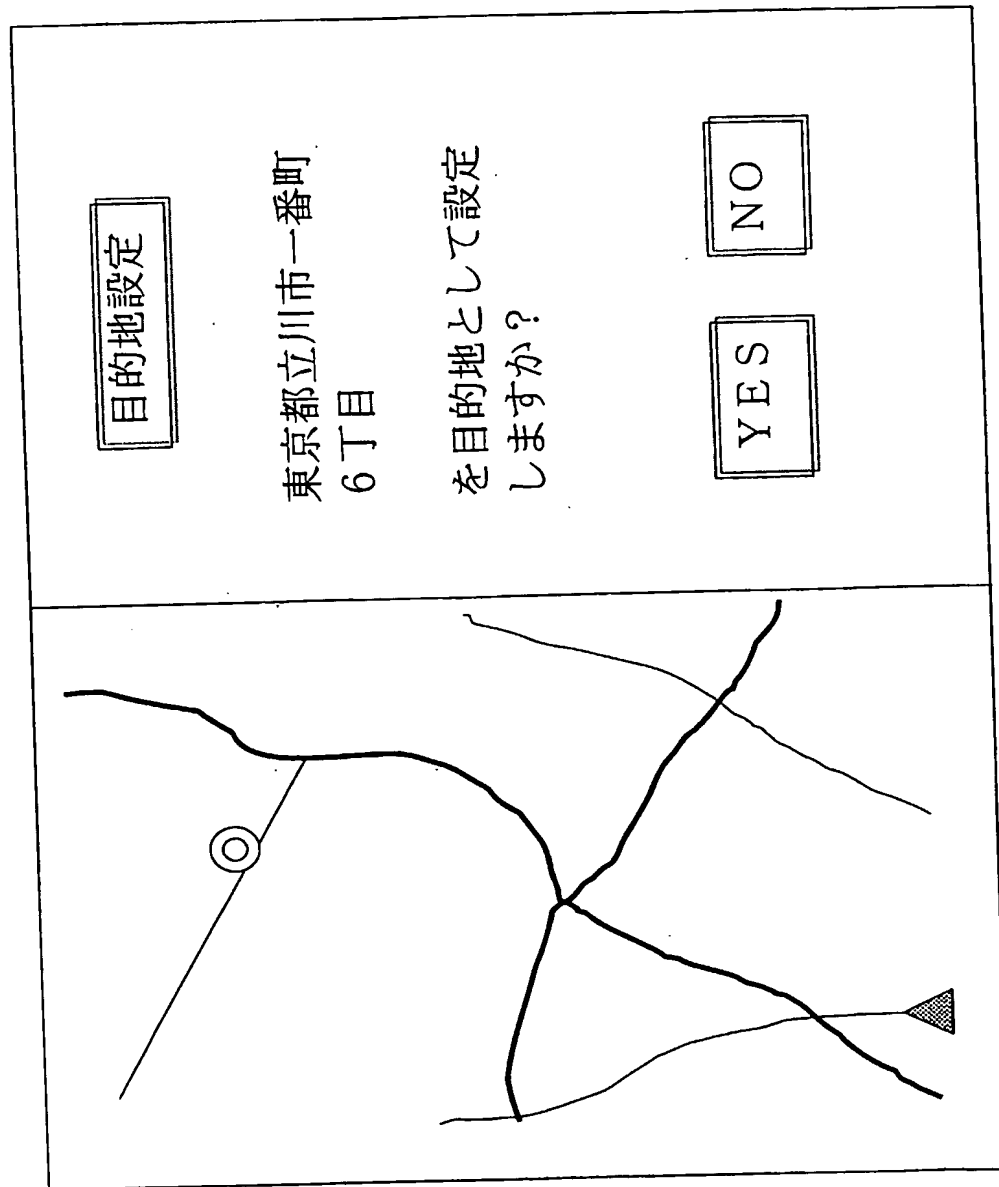 目的地設定
東京都立川市一番町
6丁目
を目的地として設定
しますか?
YES
NO